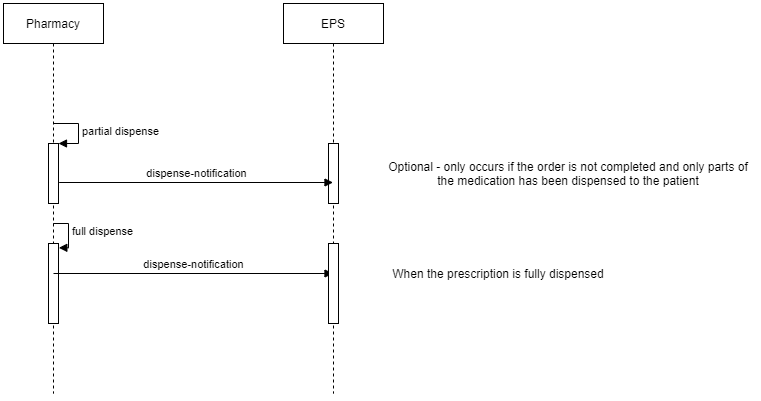 Pharmacy
EPS
partial dispense
dispense-notification
Optional - only occurs if the order is not completed and only parts of
the medication has been dispensed to the patient
full dispense
dispense-notification
When the prescription is fully dispensed